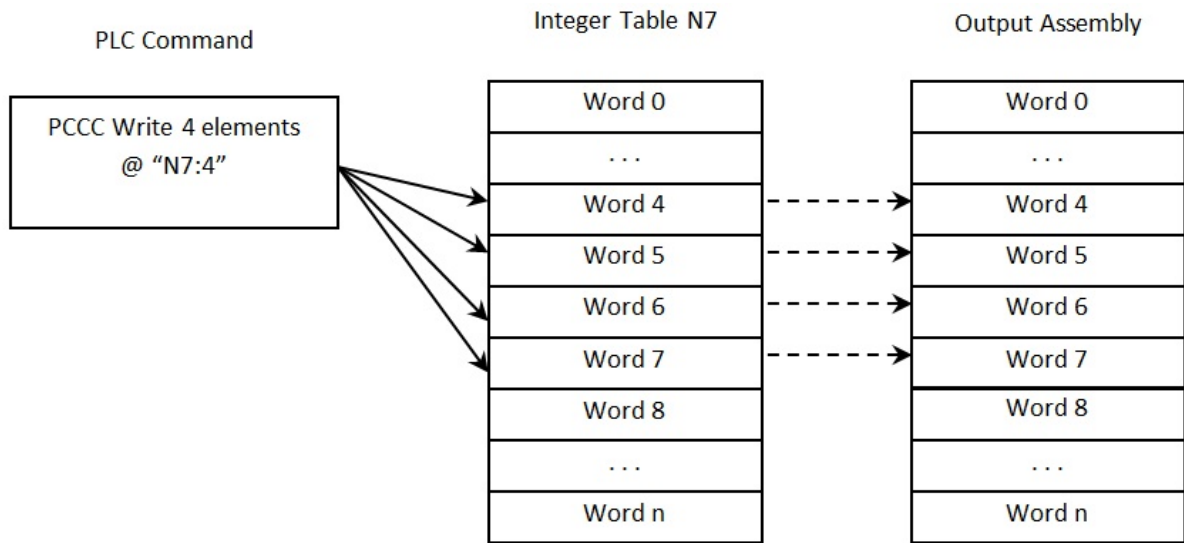 PLC Command
PCCC Write 4 elements
@ “N7:4”
Integer Table N7
Word 0
. . .
Word 4
Word 5
Word 6
Word 7
Word 8
. . .
Word n
Output Assembly
Word 0
. . .
Word 4
Word 5
Word 6
Word 7
Word 8
. . .
Word n